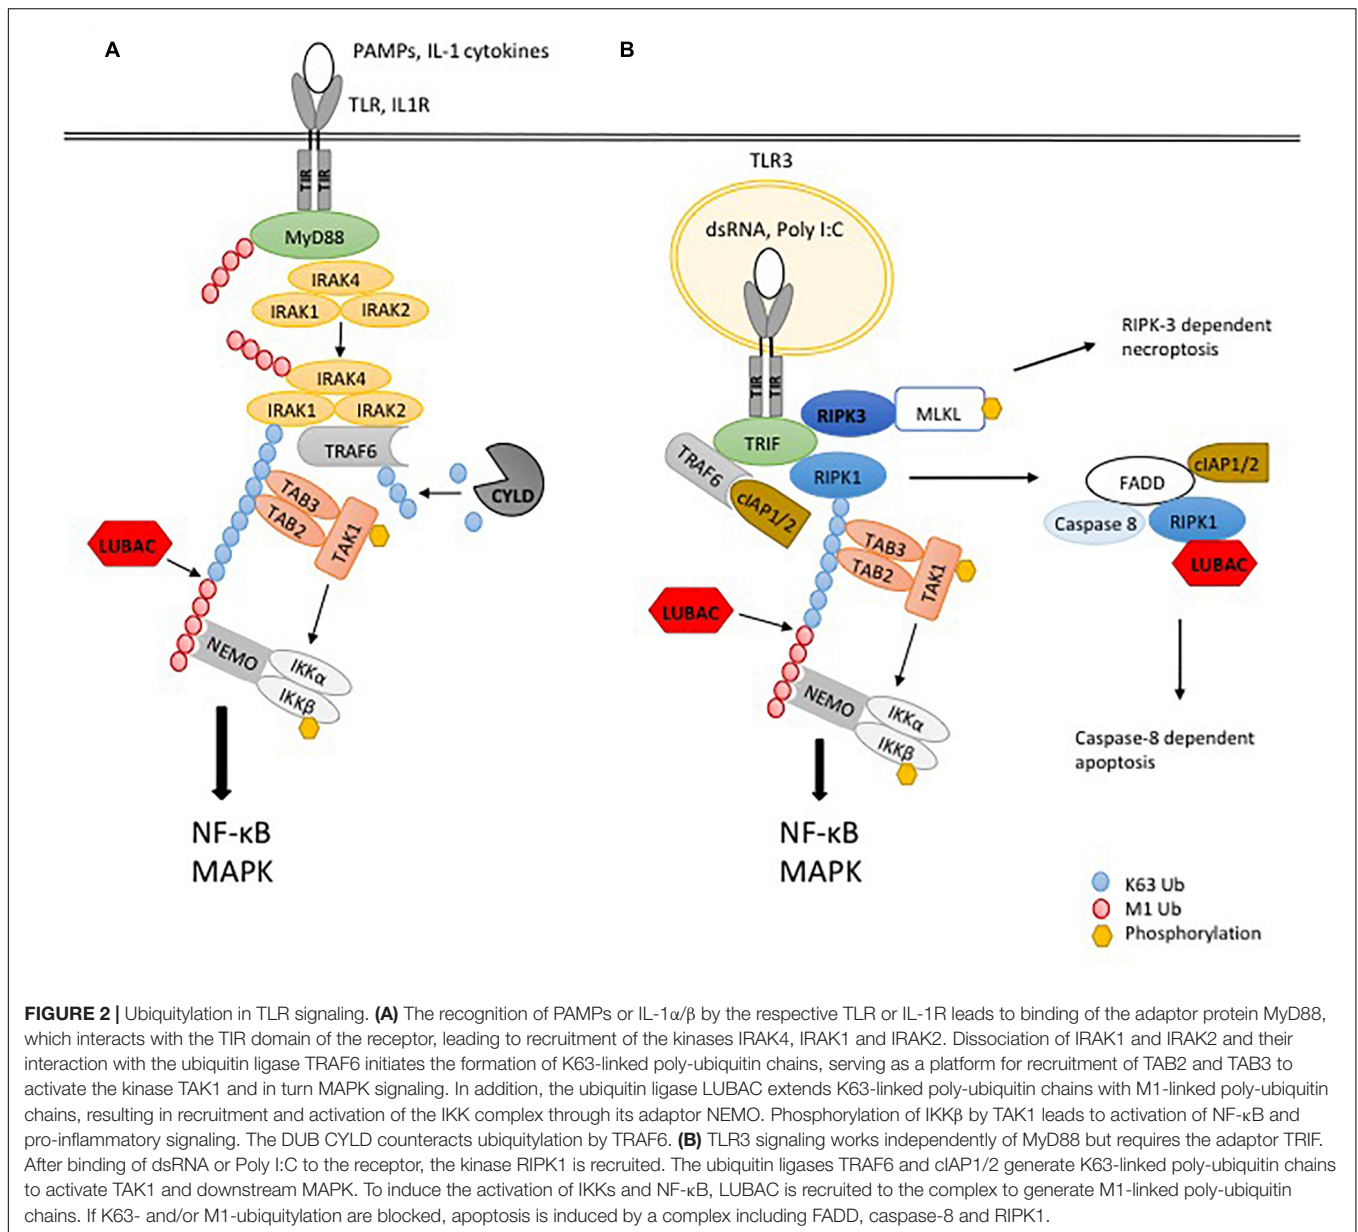 A
PAMPs, IL-1 cytokines
TLR, IL1R
TIR
TIR
MyD88
IRAK4
IRAK1
IRAK2
IRAK4
IRAK1
IRAK2
TRAF6
CYLD
TAB3
TAB2
TAK1
LUBAC
NEMO
IKKα
IKKβ
NF-κB
MAPK
B
TLR3
dsRNA, Poly I:C
TIR
TIR
TRIF
RIPK3
MLKL
RIPK-3 dependent
necroptosis
TRAF6
cIAP1/2
RIPK1
FADD
cIAP1/2
Caspase 8
RIPK1
LUBAC
TAB3
TAB2
TAK1
LUBAC
NEMO
IKKα
IKKβ
Caspase-8 dependent
apoptosis
NF-κB
MAPK
K63 Ub
M1 Ub
Phosphorylation
FIGURE 2 | Ubiquitylation in TLR signaling. (A) The recognition of PAMPs or IL-1α/β by the respective TLR or IL-1R leads to binding of the adaptor protein MyD88,
which interacts with the TIR domain of the receptor, leading to recruitment of the kinases IRAK4, IRAK1 and IRAK2. Dissociation of IRAK1 and IRAK2 and their
interaction with the ubiquitin ligase TRAF6 initiates the formation of K63-linked poly-ubiquitin chains, serving as a platform for recruitment of TAB2 and TAB3 to
activate the kinase TAK1 and in turn MAPK signaling. In addition, the ubiquitin ligase LUBAC extends K63-linked poly-ubiquitin chains with M1-linked poly-ubiquitin
chains, resulting in recruitment and activation of the IKK complex through its adaptor NEMO. Phosphorylation of IKKβ by TAK1 leads to activation of NF-κB and
pro-inflammatory signaling. The DUB CYLD counteracts ubiquitylation by TRAF6. (B) TLR3 signaling works independently of MyD88 but requires the adaptor TRIF.
After binding of dsRNA or Poly I:C to the receptor, the kinase RIPK1 is recruited. The ubiquitin ligases TRAF6 and cIAP1/2 generate K63-linked poly-ubiquitin chains
to activate TAK1 and downstream MAPK. To induce the activation of IKKs and NF-κB, LUBAC is recruited to the complex to generate M1-linked poly-ubiquitin
chains. If K63- and/or M1-ubiquitylation are blocked, apoptosis is induced by a complex including FADD, caspase-8 and RIPK1.